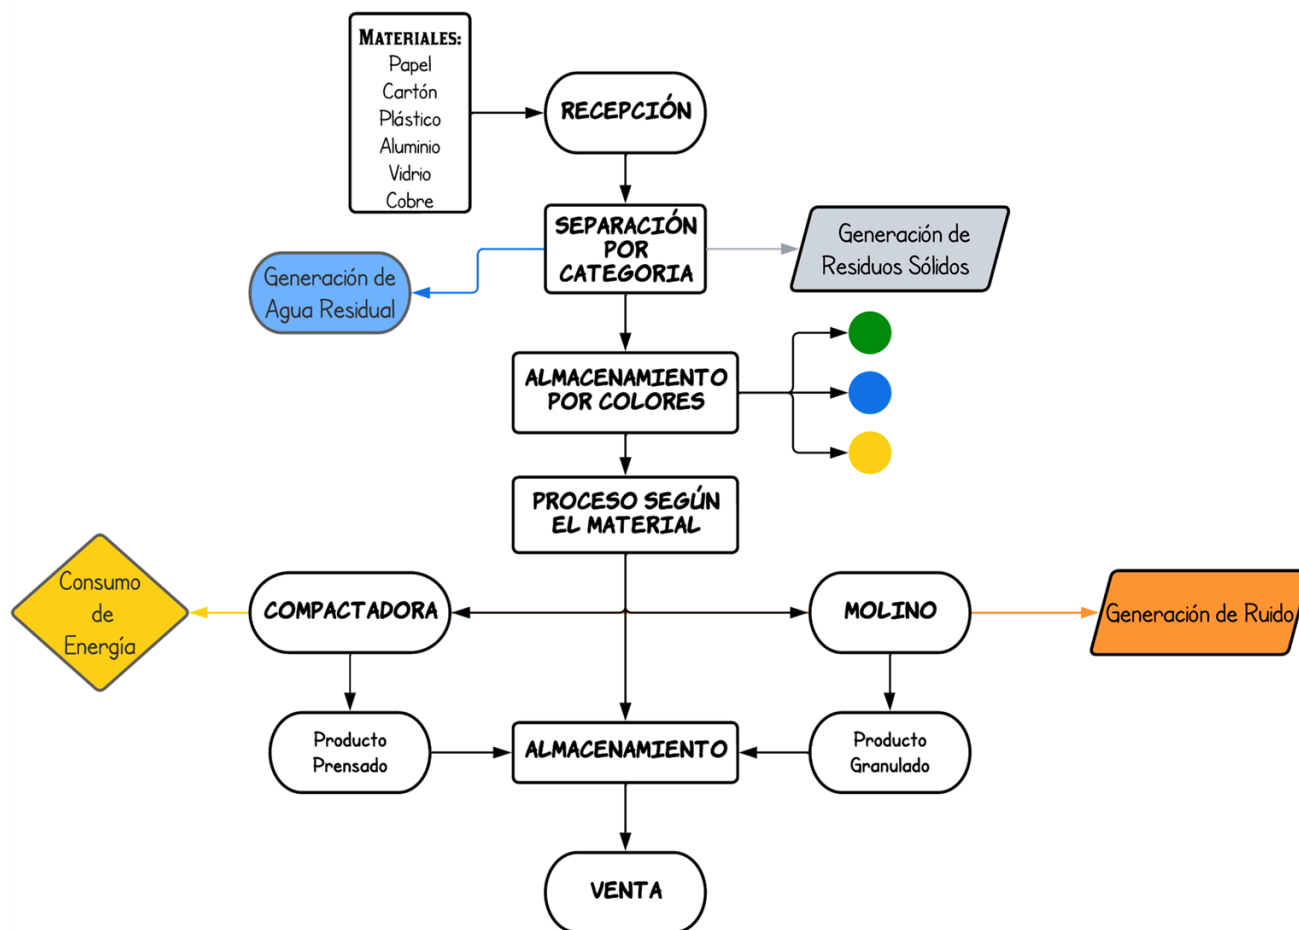 MATERIALES:
Papel
Cartón
Plástico
Aluminio
Vidrio
Cobre
RECEPCIÓN
SEPARACIÓN
POR
CATEGORIA
Generación de
Residuos Sólidos
Generación de
Agua Residual
ALMACENAMIENTO
POR COLORES
PROCESO SEGÚN
EL MATERIAL
Consumo
de
Energía
COMPACTADORA
MOLINO
Generación de Ruido
Producto
Prensado
ALMACENAMIENTO
Producto
Granulado
VENTA